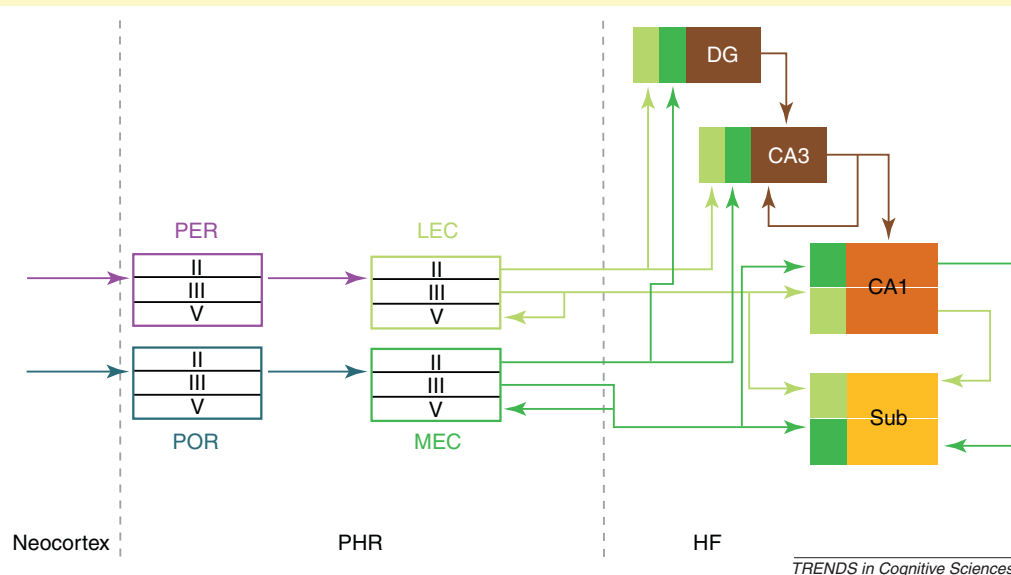 DG
CA3
PER
LEC
II
III
V
II
III
V
CA1
II
III
V
II
III
V
Sub
POR
MEC
Neocortex
PHR
HF
TRENDS in Cognitive Sciences